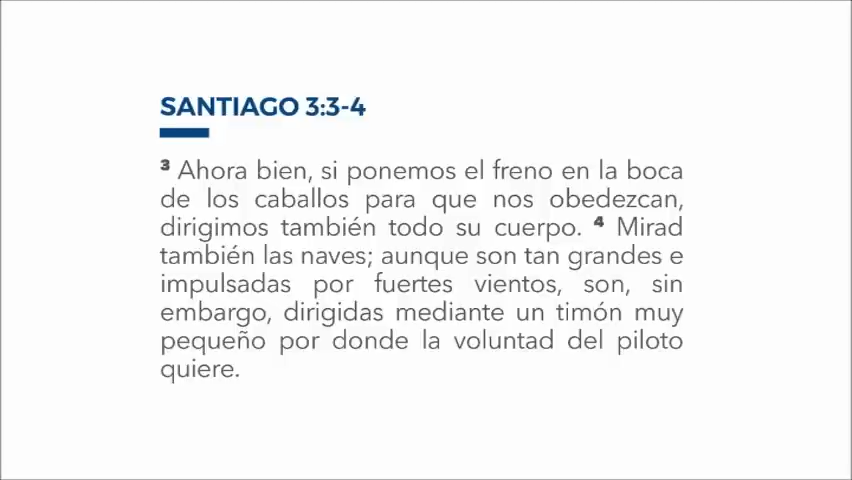 SANTIAGO 3:3-4
³ Ahora bien, si ponemos el freno en la boca
de los caballos para que nos obedezcan,
dirigimos también todo su cuerpo. ⁴ Mirad
también las naves; aunque son tan grandes e
impulsadas por fuertes vientos, son, sin
embargo, dirigidas mediante un timón muy
pequeño por donde la voluntad del piloto
quiere.